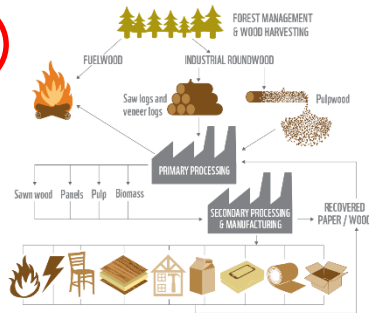 FOREST MANAGEMENT
& WOOD HARVESTING
FUELWOOD
INDUSTRIAL ROUNDWOOD
Saw logs and
veneer logs
Pulpwood
PRIMARY PROCESSING
Sawn wood
Panels
Pulp
Biomass
SECONDARY PROCESSING
& MANUFACTURING
RECOVERED
PAPER / WOOD